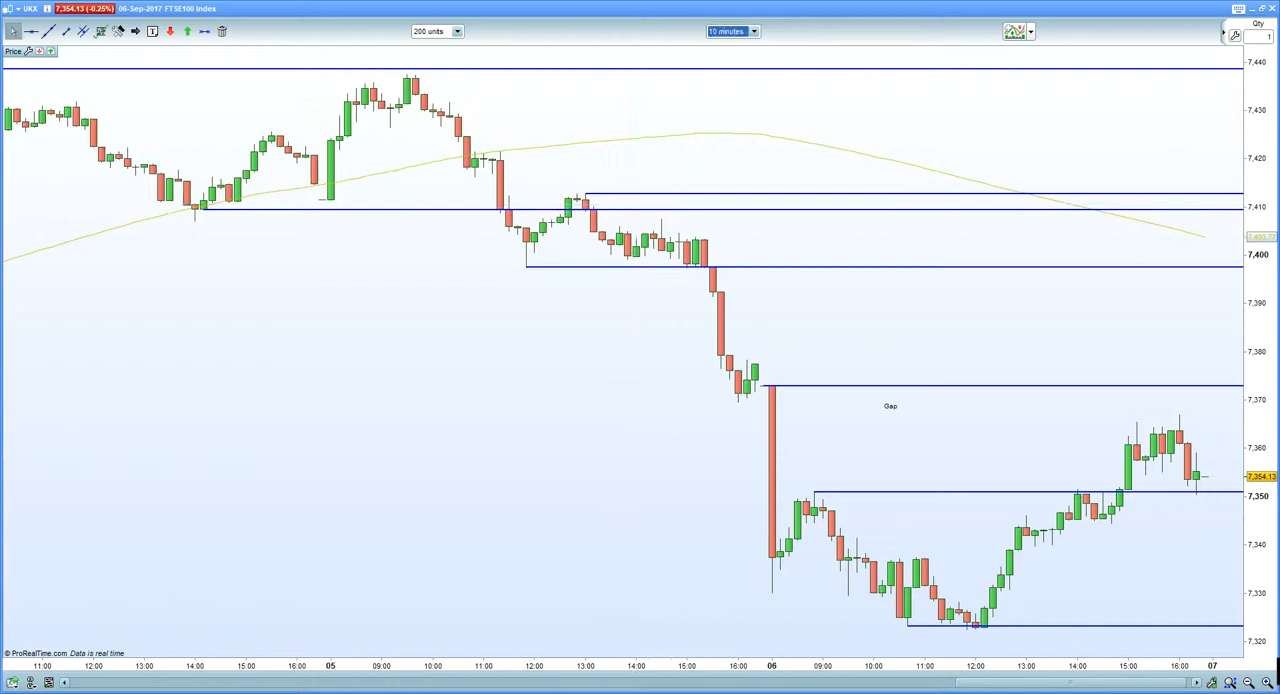 UKX 7,354.13 (-0.25%) 06-Sep-2017 FTSE100 Index
Qty
200 units 10 minutes 1
Price
7,440
7,430
7,420
7,410
7,400
7,390
7,380
7,370
Gap
7,360
7,354.13
7,350
7,340
7,330
7,320
© ProRealTime.com Data is real time
11:00 12:00 13:00 14:00 15:00 05 09:00 10:00 11:00 12:00 13:00 14:00 15:00 16:00 06 09:00 10:00 11:00 12:00 13:00 14:00 15:00 16:00 07